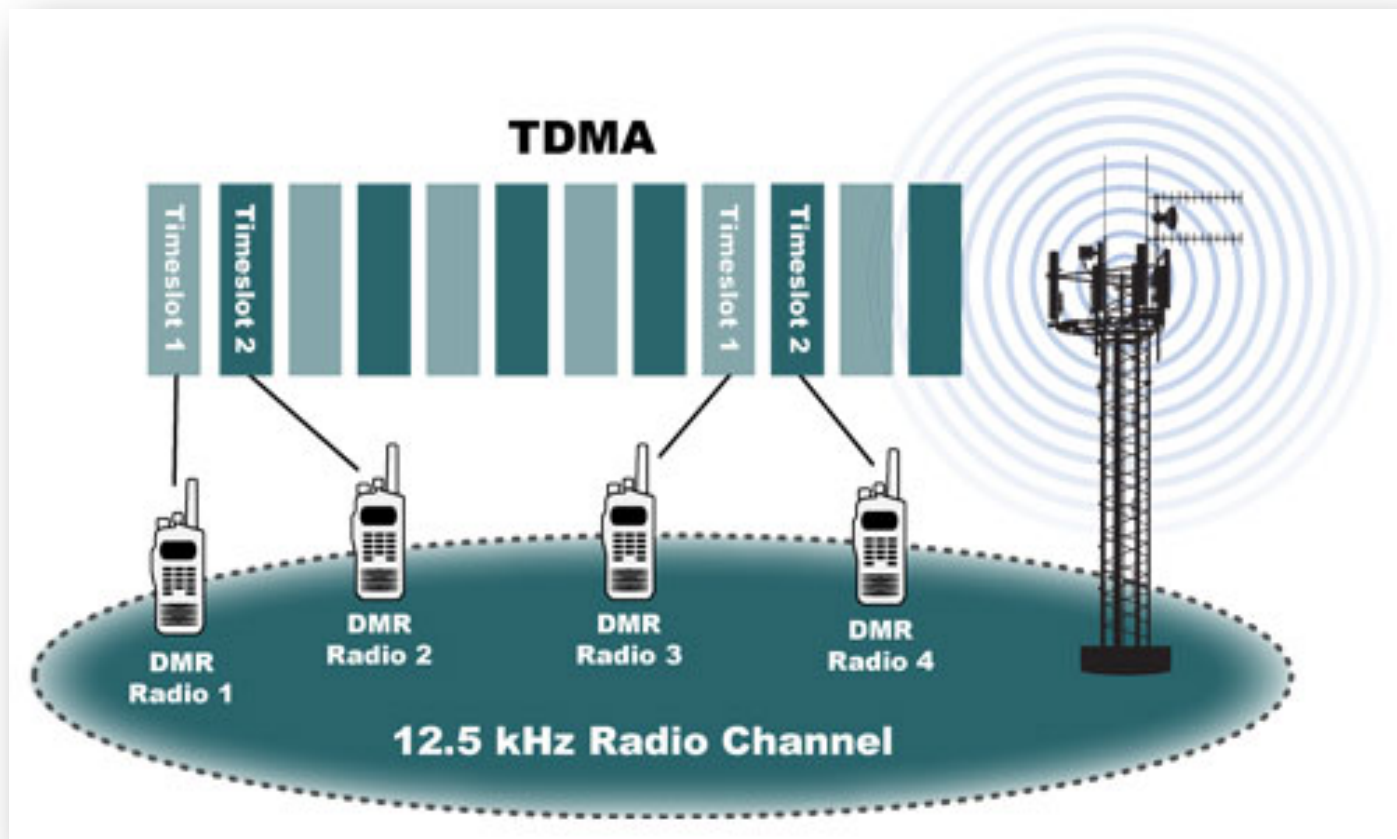 TDMA
Timeslot 1
Timeslot 2
Timeslot 1
Timeslot 2
DMR
Radio 1
DMR
Radio 2
DMR
Radio 3
DMR
Radio 4
12.5 kHz Radio Channel